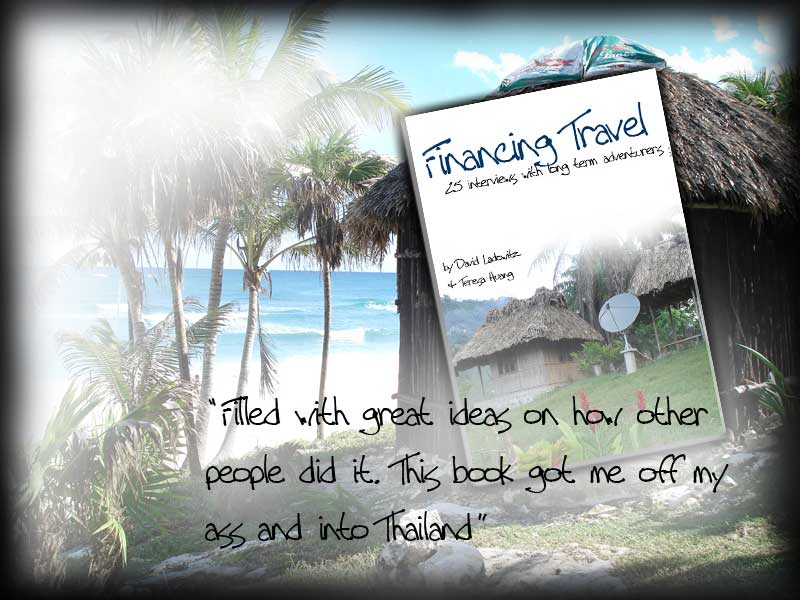 Financing Travel
25 interviews with long term adventurers
by David Ladowitz
& Teresa Huang
"Filled with great ideas on how other
people did it. This book got me off my
ass and into Thailand"